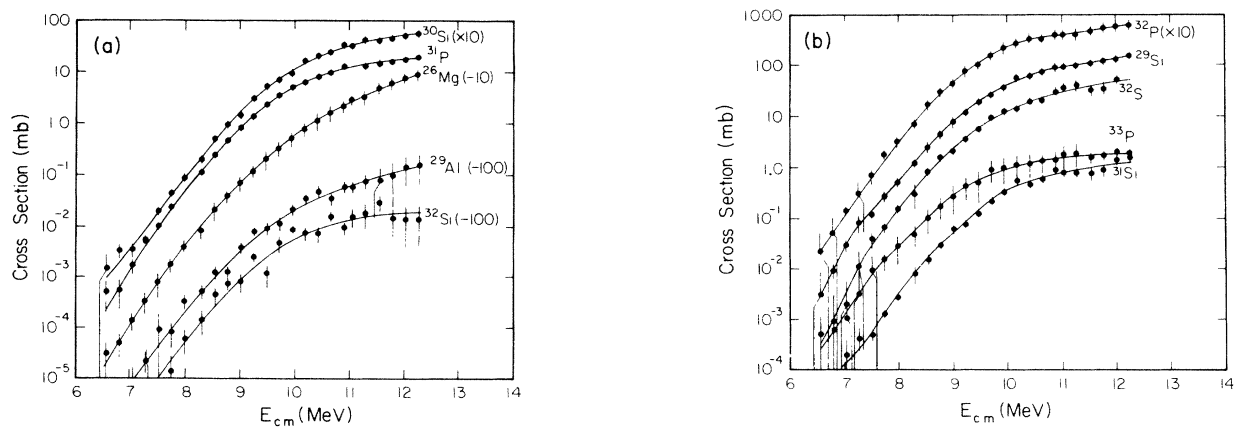 (a)
Cross Section (mb)
100
10
1 0
10⁻¹
10⁻²
10⁻³
10⁻⁴
10⁻⁵
³⁰Si(×10)
³¹P
²⁶Mg(-10)
²⁹Al(-100)
³²Si(-100)
6 7 8 9 10 11 12 13 14
E cm (MeV)
(b)
Cross Section (mb)
1000
100
10
1.0
10⁻¹
10⁻²
10⁻³
10⁻⁴
³²P(×10)
²⁹Si
³²S
³³P
³¹Si
6 7 8 9 10 11 12 13 14
E cm (MeV)